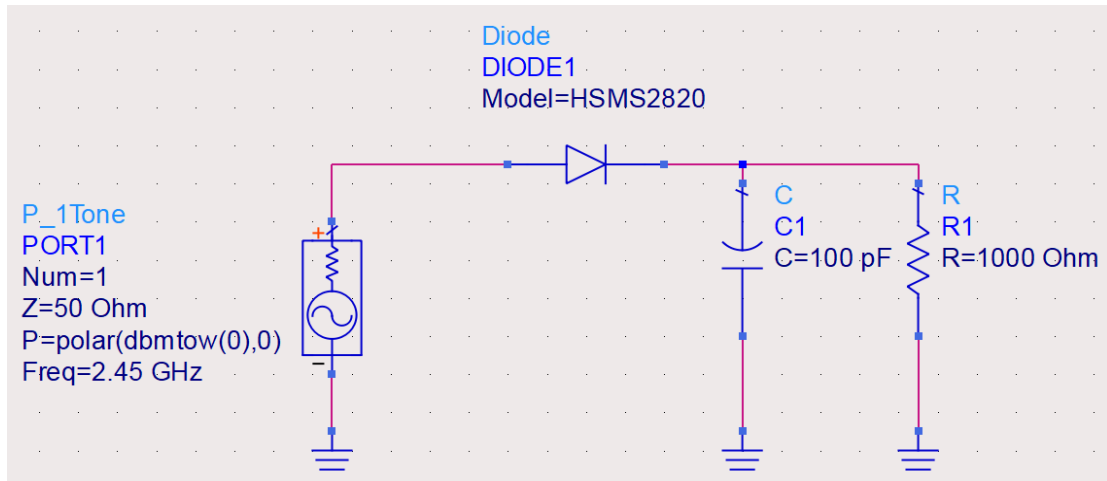 Diode
DIODE1
Model=HSMS2820
P_1Tone
PORT1
Num=1
Z=50 Ohm
P=polar(dbmtow(0),0)
Freq=2.45 GHz
+
−
C
C1
C=100 pF
R
R1
R=1000 Ohm